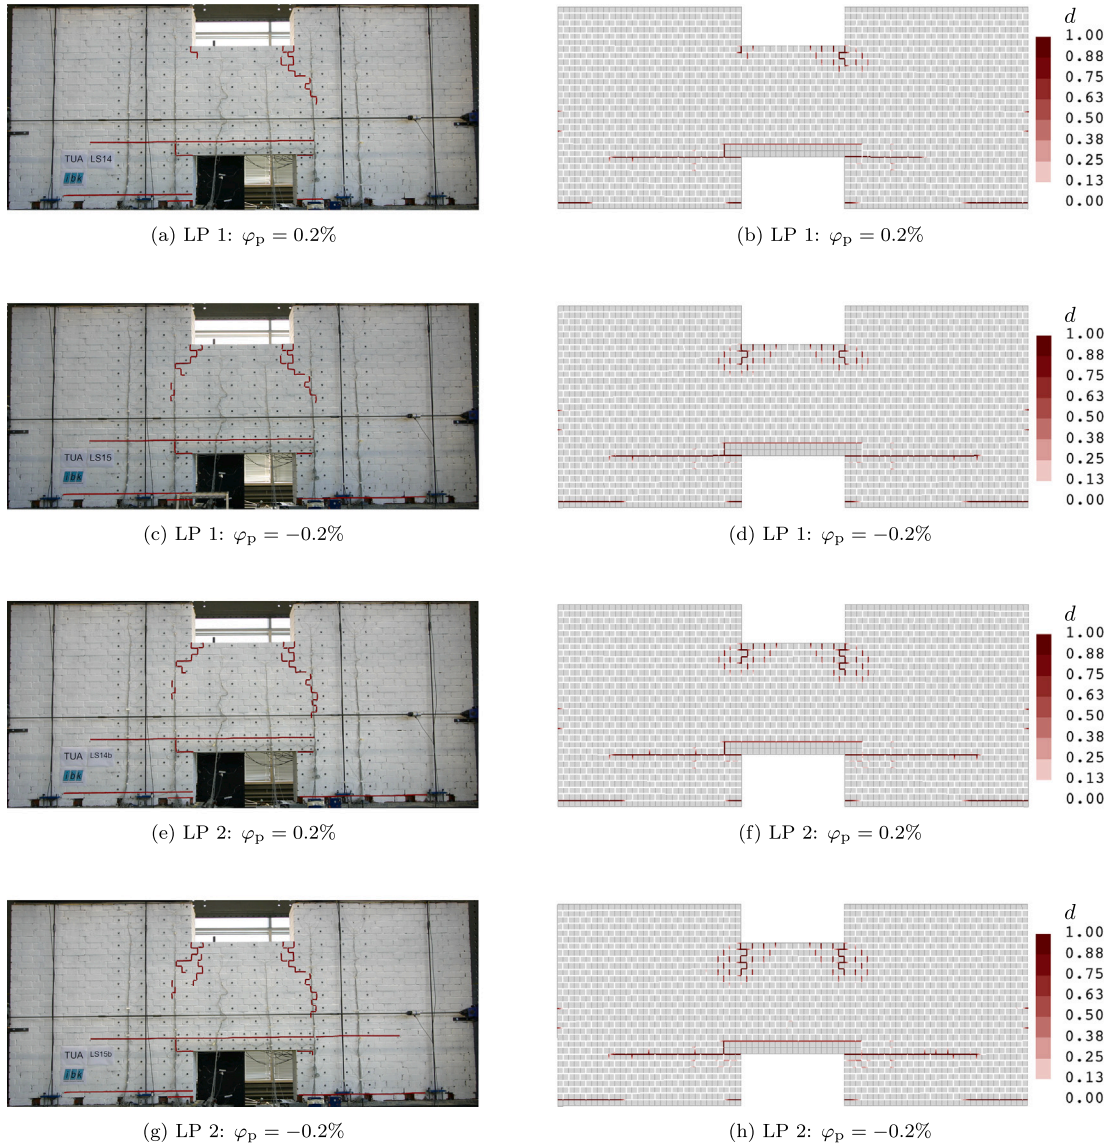 TUA LS14
ibk
d
1.00
0.88
0.75
0.63
0.50
0.38
0.25
0.13
0.00
(a) LP 1: φp = 0.2%
(b) LP 1: φp = 0.2%
TUA LS15
ibk
d
1.00
0.88
0.75
0.63
0.50
0.38
0.25
0.13
0.00
(c) LP 1: φp = −0.2%
(d) LP 1: φp = −0.2%
TUA LS14b
ibk
d
1.00
0.88
0.75
0.63
0.50
0.38
0.25
0.13
0.00
(e) LP 2: φp = 0.2%
(f) LP 2: φp = 0.2%
TUA LS15b
ibk
d
1.00
0.88
0.75
0.63
0.50
0.38
0.25
0.13
0.00
(g) LP 2: φp = −0.2%
(h) LP 2: φp = −0.2%